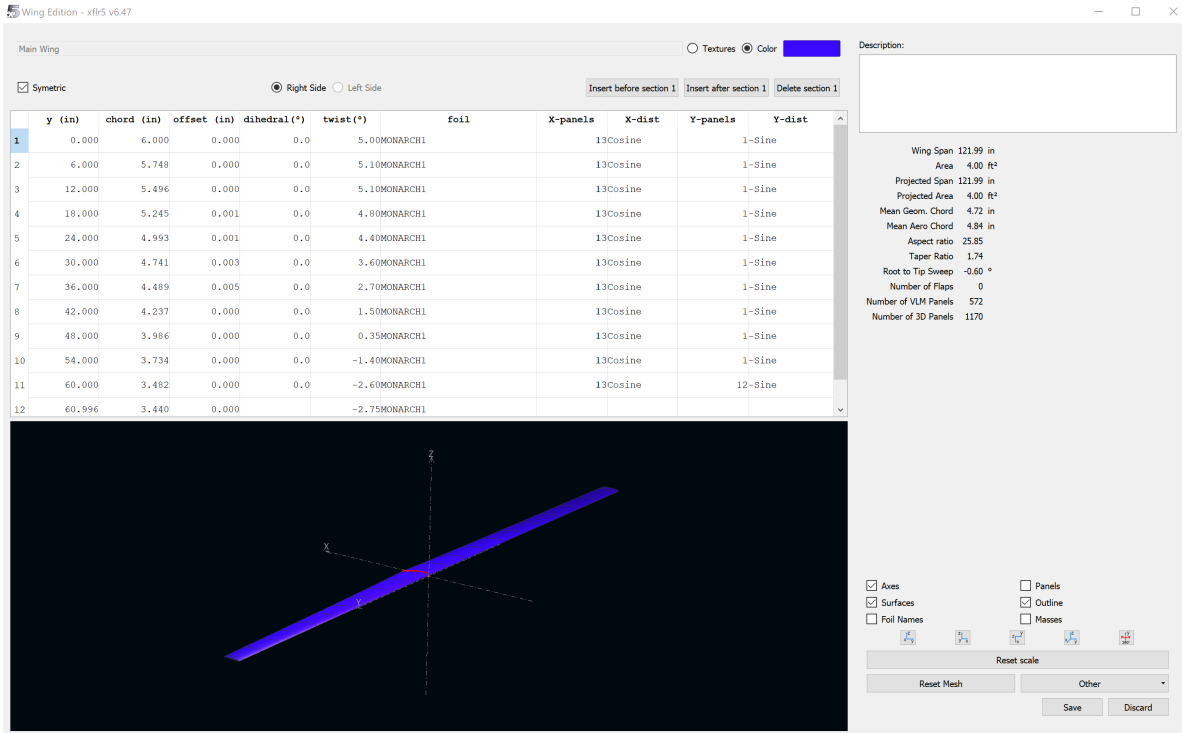 Wing Edition - xflr5 v6.47
Main Wing
Textures Color
Description:
Symetric
Right Side Left Side
Insert before section 1 Insert after section 1 Delete section 1
y (in) chord (in) offset (in) dihedral(°) twist(°) foil X-panels X-dist Y-panels Y-dist
1 0.000 6.000 0.000 0.0 5.00 MONARCH1 13 Cosine 1 -Sine
2 6.000 5.748 0.000 0.0 5.10 MONARCH1 13 Cosine 1 -Sine
3 12.000 5.496 0.000 0.0 5.10 MONARCH1 13 Cosine 1 -Sine
4 18.000 5.245 0.001 0.0 4.80 MONARCH1 13 Cosine 1 -Sine
5 24.000 4.993 0.001 0.0 4.40 MONARCH1 13 Cosine 1 -Sine
6 30.000 4.741 0.003 0.0 3.60 MONARCH1 13 Cosine 1 -Sine
7 36.000 4.489 0.005 0.0 2.70 MONARCH1 13 Cosine 1 -Sine
8 42.000 4.237 0.000 0.0 1.50 MONARCH1 13 Cosine 1 -Sine
9 48.000 3.986 0.000 0.0 0.35 MONARCH1 13 Cosine 1 -Sine
10 54.000 3.734 0.000 0.0 -1.40 MONARCH1 13 Cosine 1 -Sine
11 60.000 3.482 0.000 0.0 -2.60 MONARCH1 13 Cosine 12 -Sine
12 60.996 3.440 0.000 -2.75 MONARCH1
Wing Span 121.99 in
Area 4.00 ft²
Projected Span 121.99 in
Projected Area 4.00 ft²
Mean Geom. Chord 4.72 in
Mean Aero Chord 4.84 in
Aspect ratio 25.85
Taper Ratio 1.74
Root to Tip Sweep -0.60 °
Number of Flaps 0
Number of VLM Panels 572
Number of 3D Panels 1170
Z
X
Y
Axes Panels
Surfaces Outline
Foil Names Masses
Reset scale
Reset Mesh Other
Save Discard